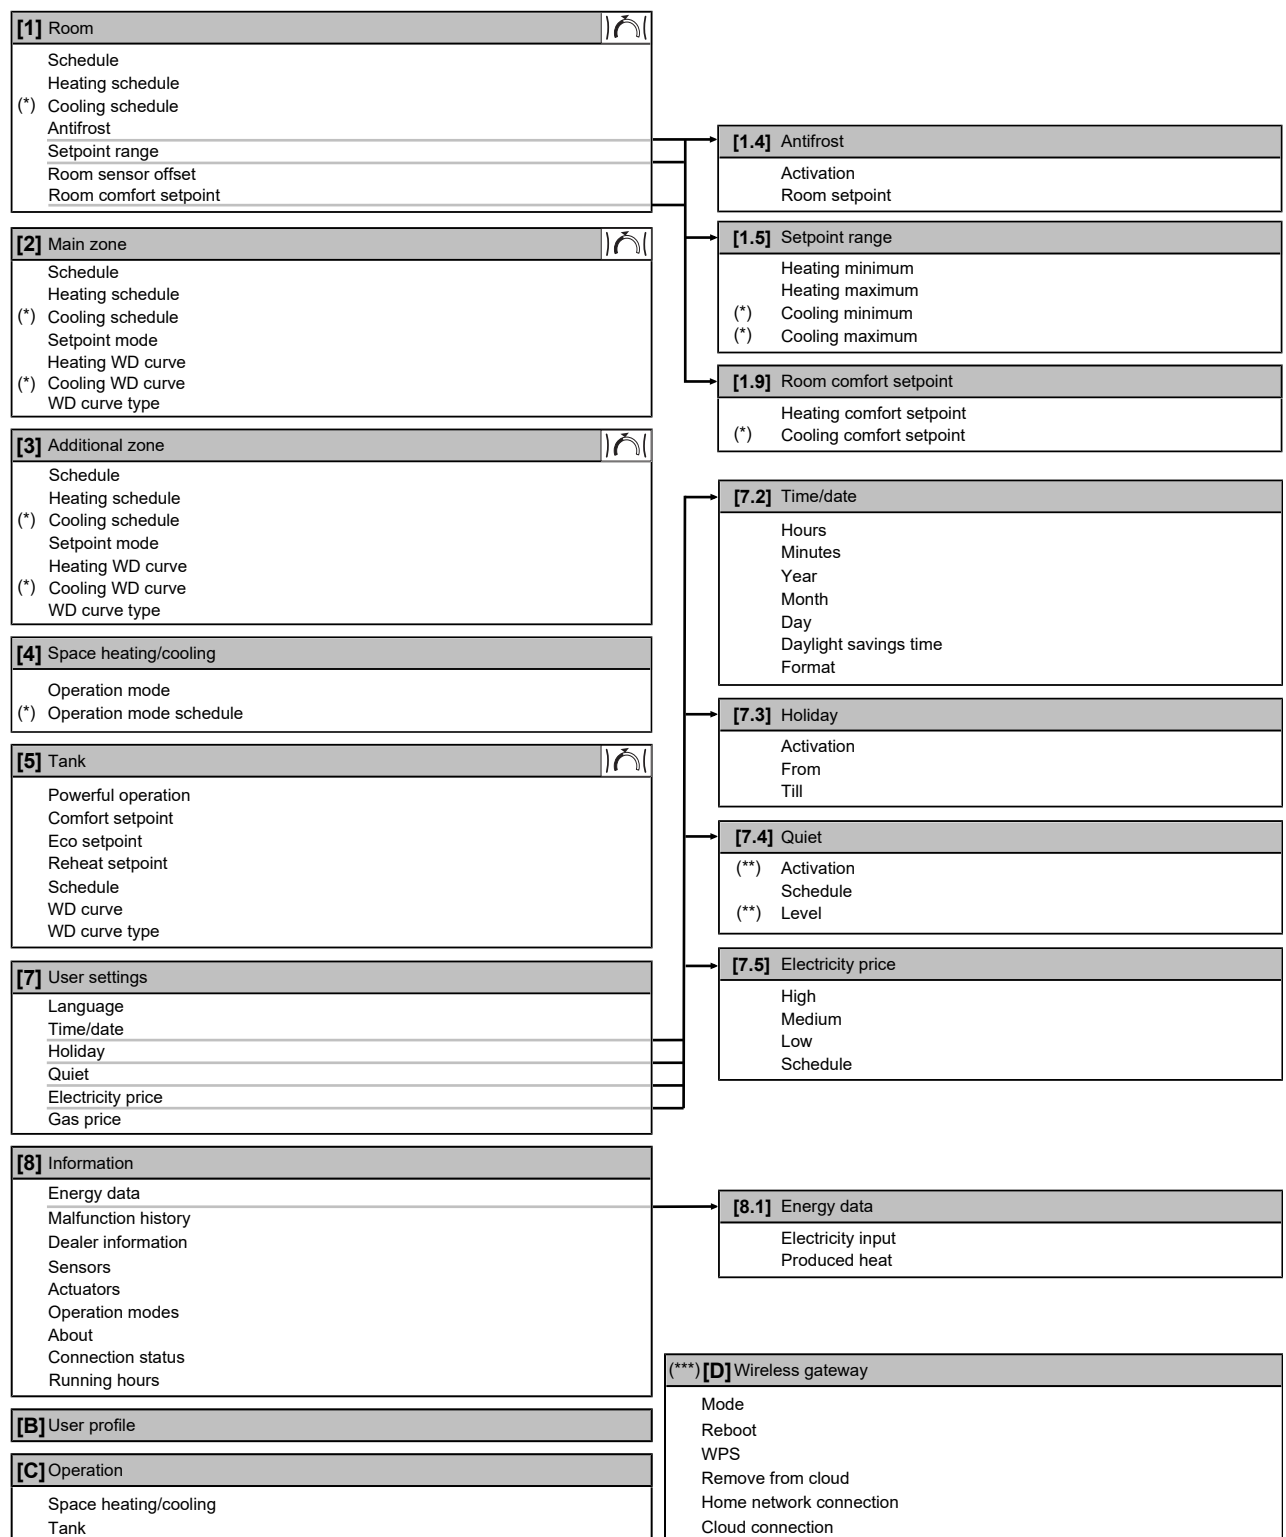 [1] Room
Schedule
Heating schedule
(*) Cooling schedule
Antifrost
Setpoint range
Room sensor offset
Room comfort setpoint
[2] Main zone
Schedule
Heating schedule
(*) Cooling schedule
Setpoint mode
Heating WD curve
(*) Cooling WD curve
WD curve type
[3] Additional zone
Schedule
Heating schedule
(*) Cooling schedule
Setpoint mode
Heating WD curve
(*) Cooling WD curve
WD curve type
[4] Space heating/cooling
Operation mode
(*) Operation mode schedule
[5] Tank
Powerful operation
Comfort setpoint
Eco setpoint
Reheat setpoint
Schedule
WD curve
WD curve type
[7] User settings
Language
Time/date
Holiday
Quiet
Electricity price
Gas price
[8] Information
Energy data
Malfunction history
Dealer information
Sensors
Actuators
Operation modes
About
Connection status
Running hours
[B] User profile
[C] Operation
Space heating/cooling
Tank
[1.4] Antifrost
Activation
Room setpoint
[1.5] Setpoint range
Heating minimum
Heating maximum
(*) Cooling minimum
(*) Cooling maximum
[1.9] Room comfort setpoint
Heating comfort setpoint
(*) Cooling comfort setpoint
[7.2] Time/date
Hours
Minutes
Year
Month
Day
Daylight savings time
Format
[7.3] Holiday
Activation
From
Till
[7.4] Quiet
(**) Activation
Schedule
(**) Level
[7.5] Electricity price
High
Medium
Low
Schedule
[8.1] Energy data
Electricity input
Produced heat
(***) [D] Wireless gateway
Mode
Reboot
WPS
Remove from cloud
Home network connection
Cloud connection